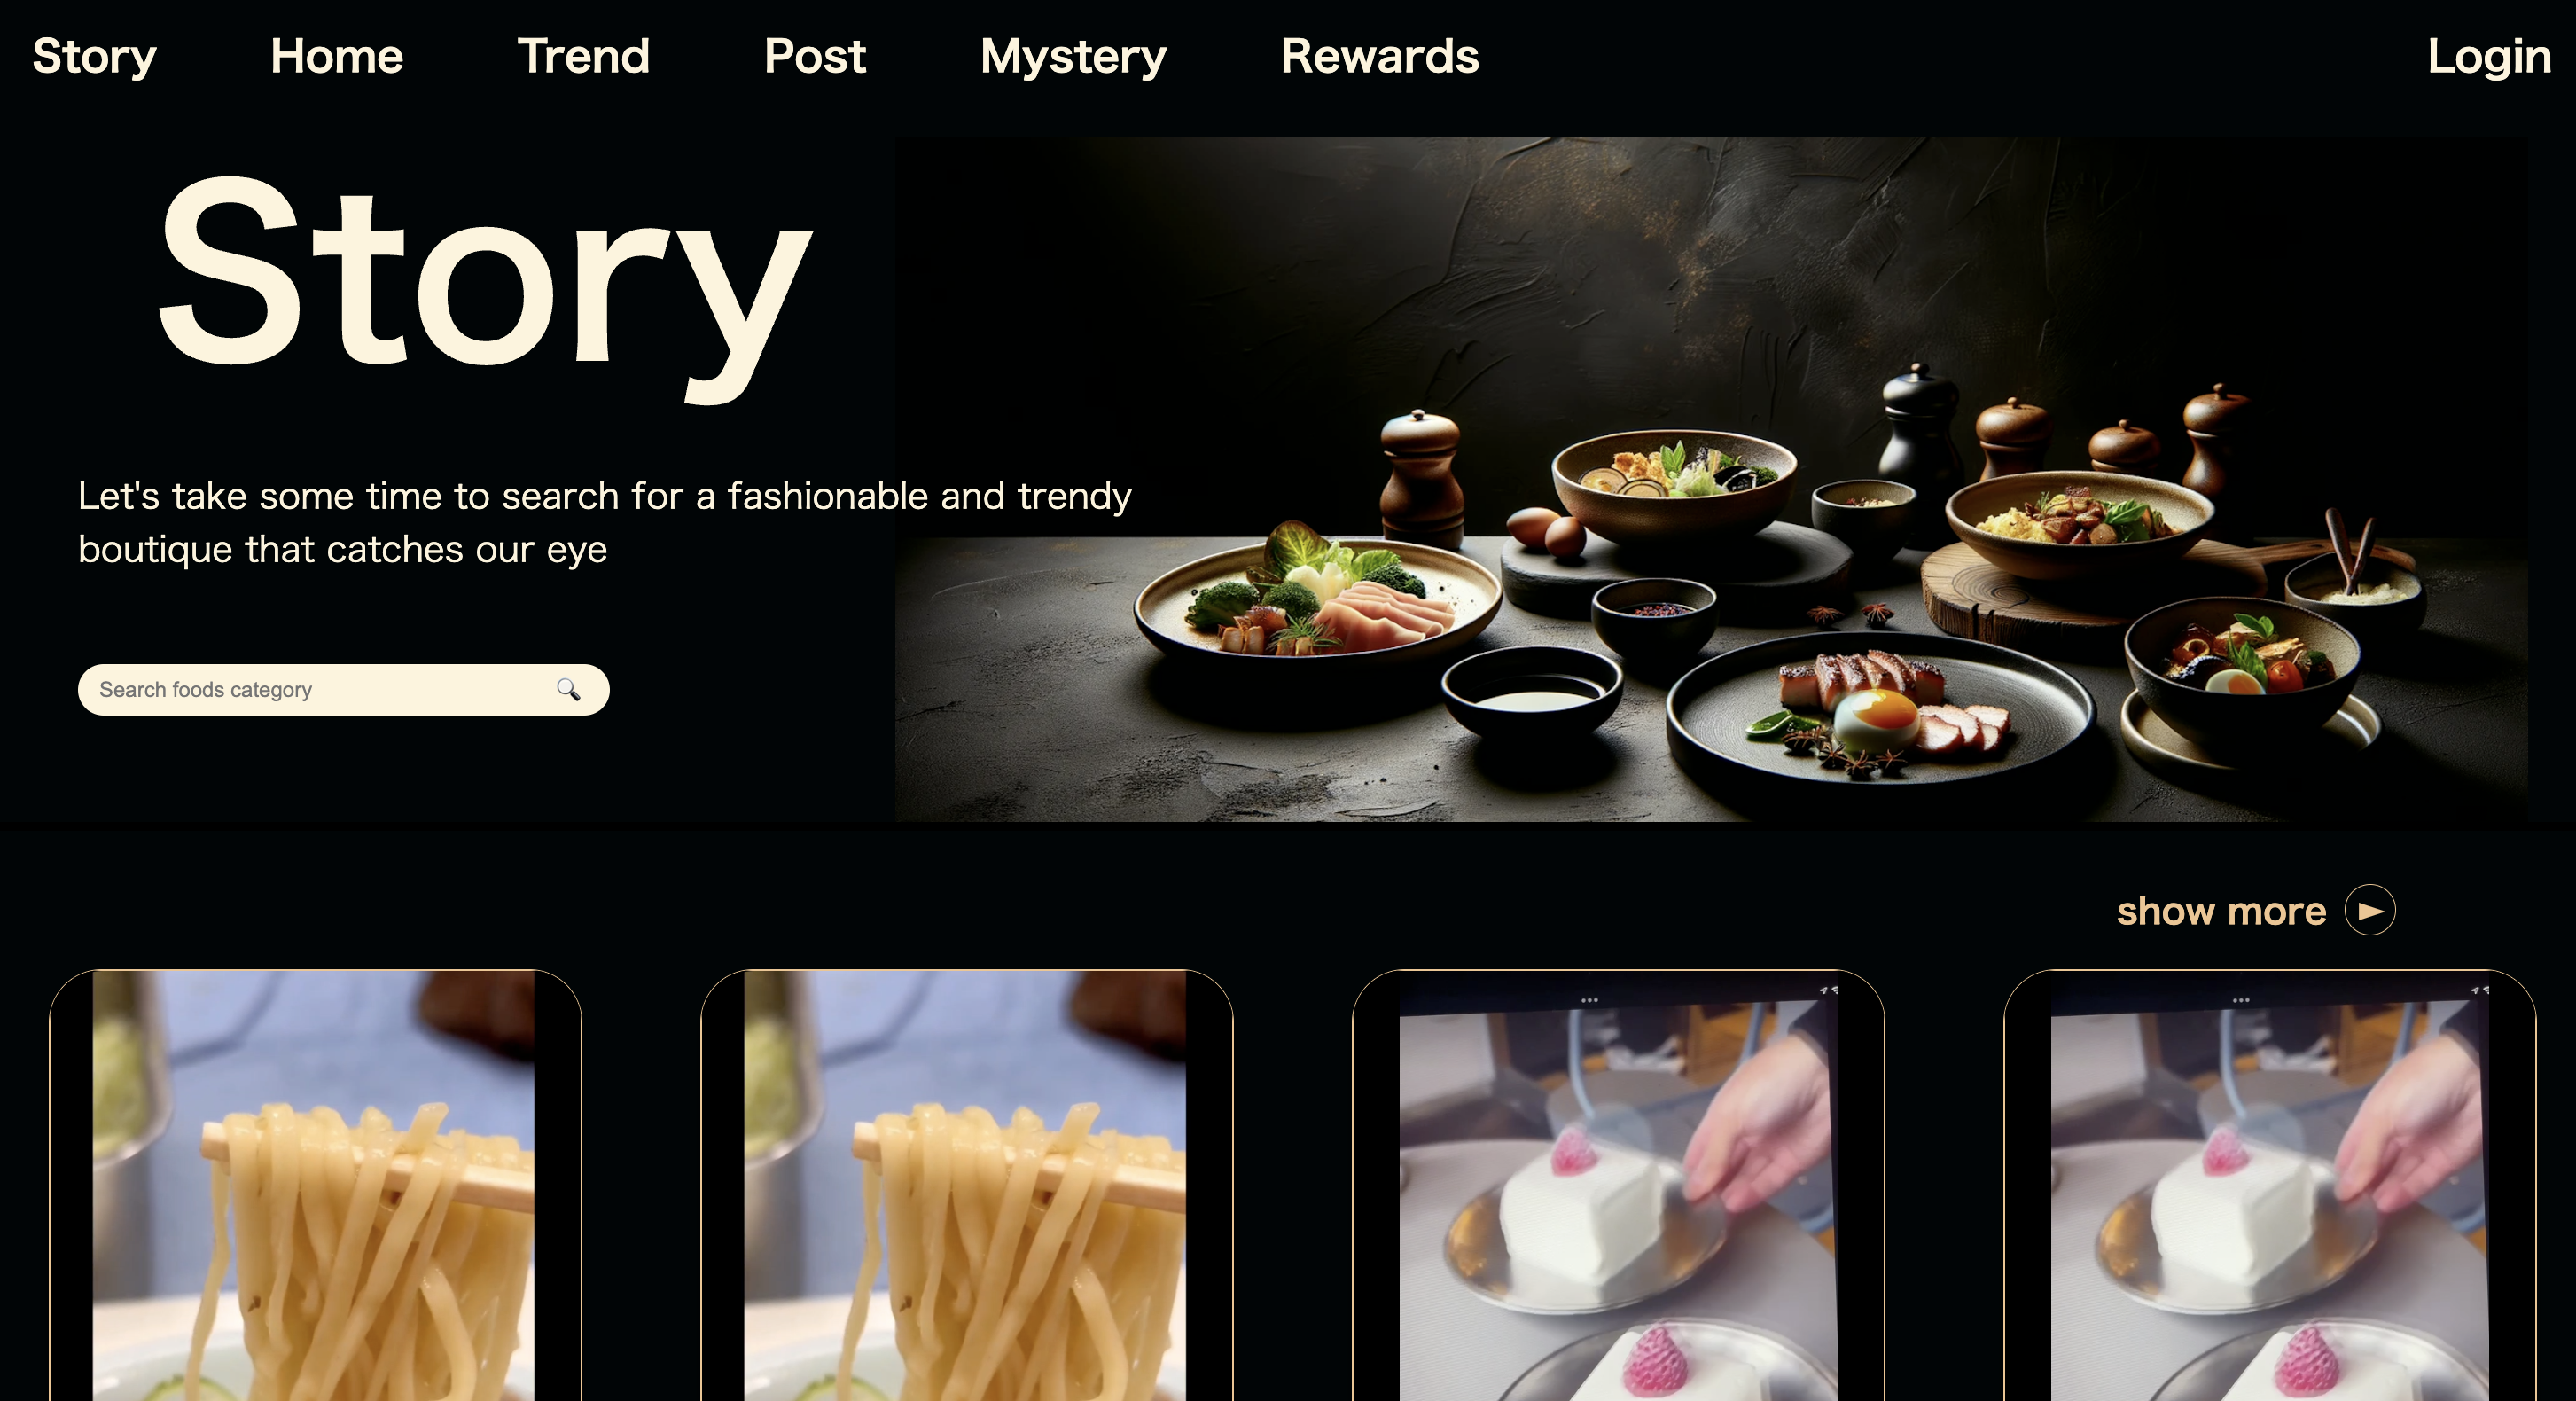 Story Home Trend Post Mystery Rewards Login
Story
Let's take some time to search for a fashionable and trendy
boutique that catches our eye
Search foods category
show more